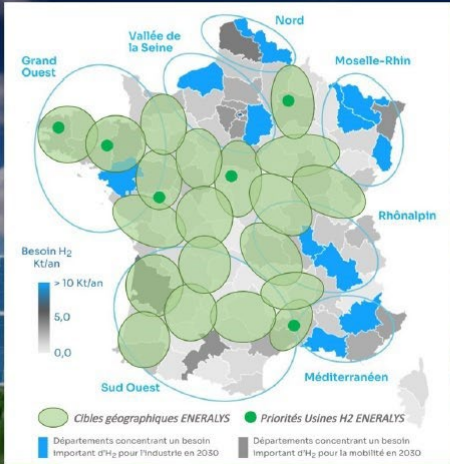 Nord
Vallée de
la Seine
Grand
Ouest
Moselle-Rhin
Rhônalpin
Besoin H₂
Kt/an
> 10 Kt/an
5,0
0,0
Sud Ouest
Méditerranéen
Cibles géographiques ENERALYS
Priorités Usines H2 ENERALYS
Départements concentrant un besoin
important d'H₂ pour l'industrie en 2030
Départements concentrant un besoin
important d'H₂ pour la mobilité en 2030